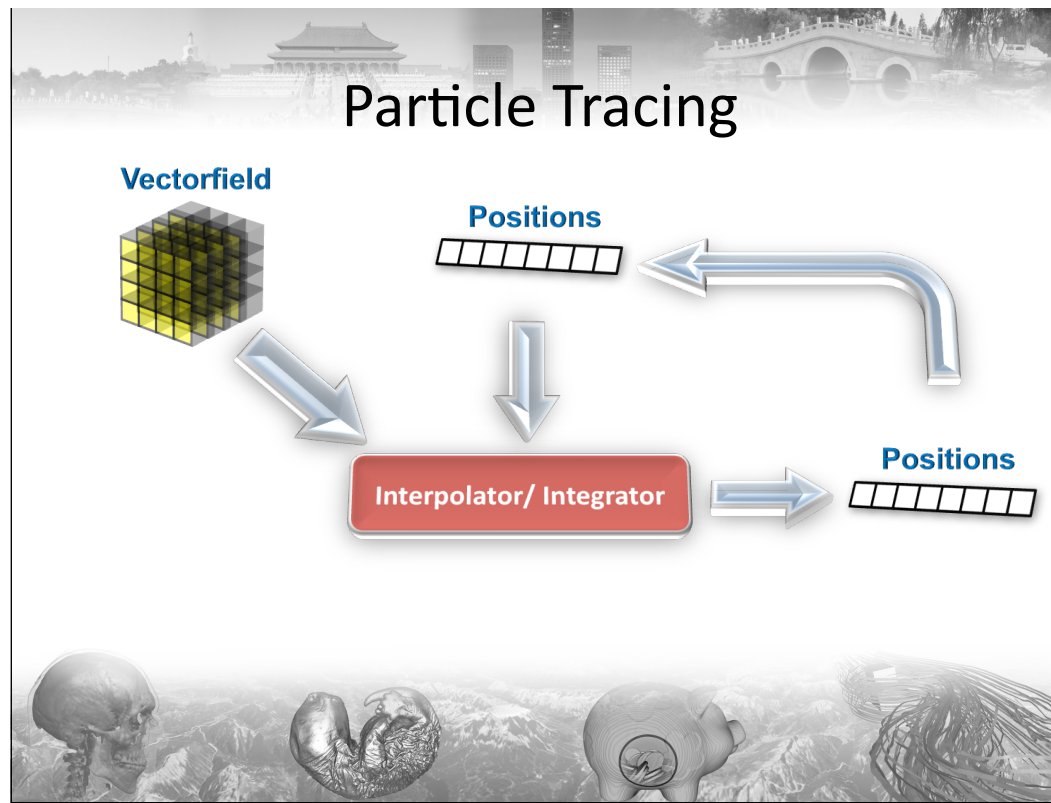 Particle Tracing
Vectorfield
Positions
Interpolator/ Integrator
Positions